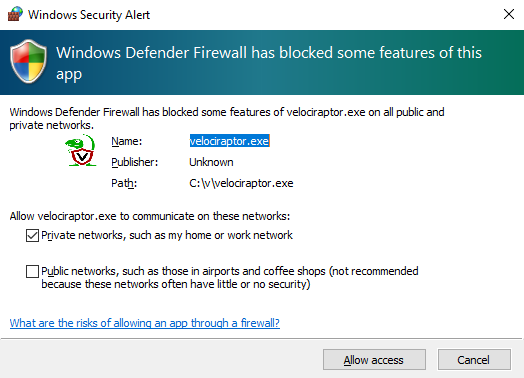 Windows Security Alert
Windows Defender Firewall has blocked some features of this
app
Windows Defender Firewall has blocked some features of velociraptor.exe on all public and
private networks.
Name: velociraptor.exe
Publisher: Unknown
Path: C:\v\velociraptor.exe
Allow velociraptor.exe to communicate on these networks:
Private networks, such as my home or work network
Public networks, such as those in airports and coffee shops (not recommended
because these networks often have little or no security)
What are the risks of allowing an app through a firewall?
Allow access Cancel